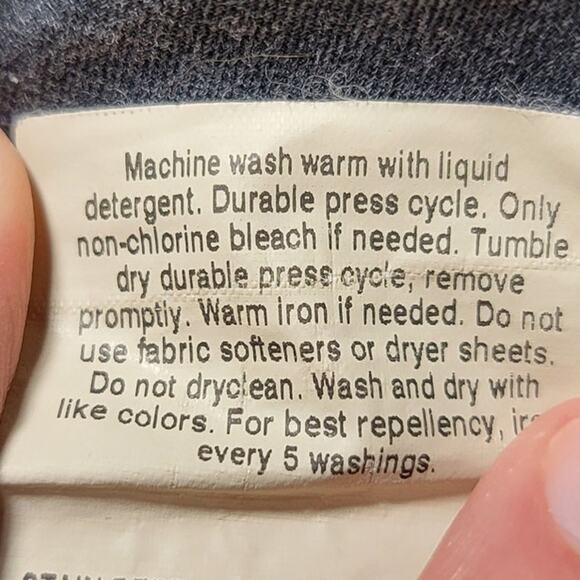 Machine wash warm with liquid
detergent. Durable press cycle. Only
non-chlorine bleach if needed. Tumble
dry durable press cycle, remove
promptly. Warm iron if needed. Do not
use fabric softeners or dryer sheets.
Do not dryclean. Wash and dry with
like colors. For best repellency,
every 5 washings.